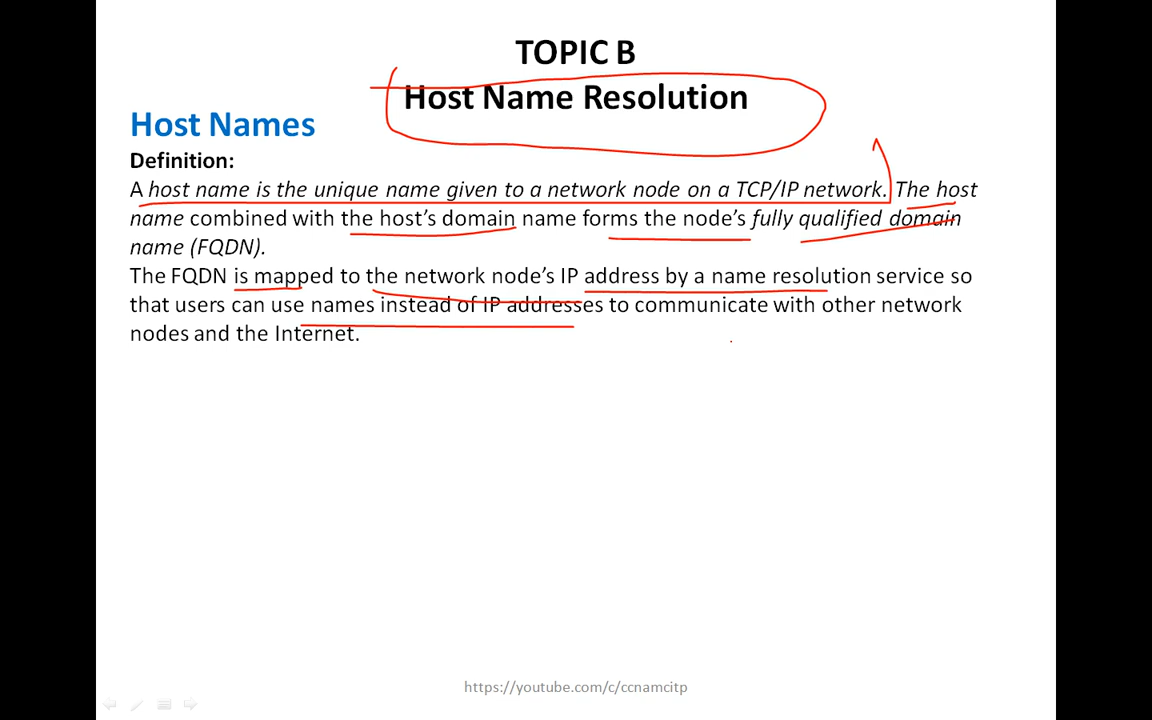 TOPIC B
Host Name Resolution
Host Names
Definition:
A host name is the unique name given to a network node on a TCP/IP network. The host
name combined with the host’s domain name forms the node’s fully qualified domain
name (FQDN).
The FQDN is mapped to the network node’s IP address by a name resolution service so
that users can use names instead of IP addresses to communicate with other network
nodes and the Internet.
https://youtube.com/c/ccnamcitp